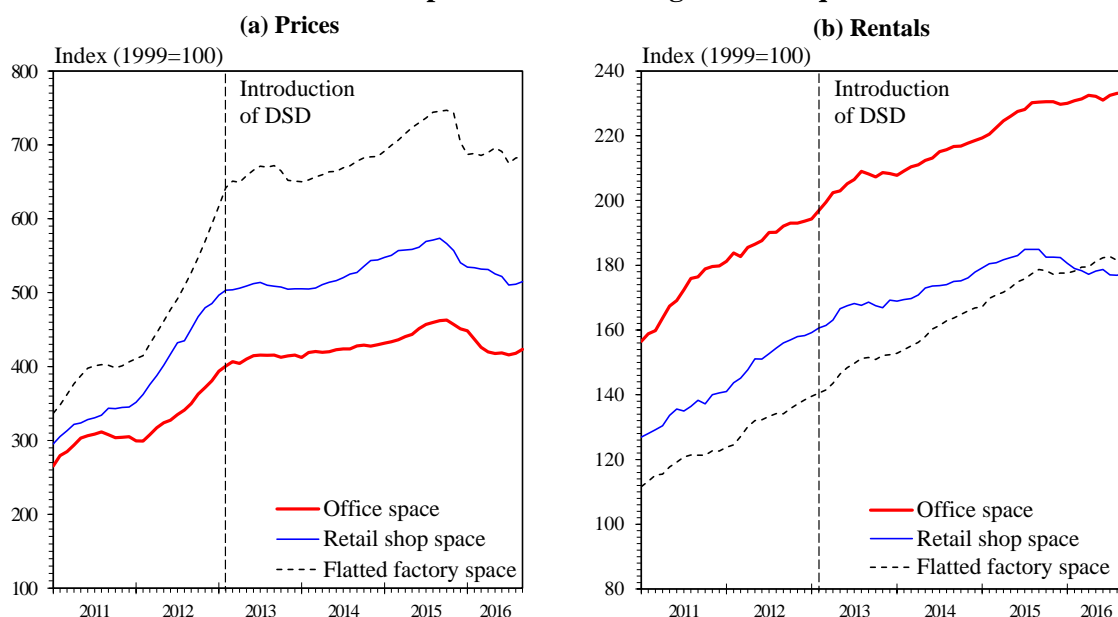 (a) Prices
Index (1999=100)
800
700
600
500
400
300
200
100
Introduction
of DSD
Office space
Retail shop space
Flatted factory space
2011 2012 2013 2014 2015 2016
(b) Rentals
Index (1999=100)
240
220
200
180
160
140
120
100
80
Introduction
of DSD
Office space
Retail shop space
Flatted factory space
2011 2012 2013 2014 2015 2016